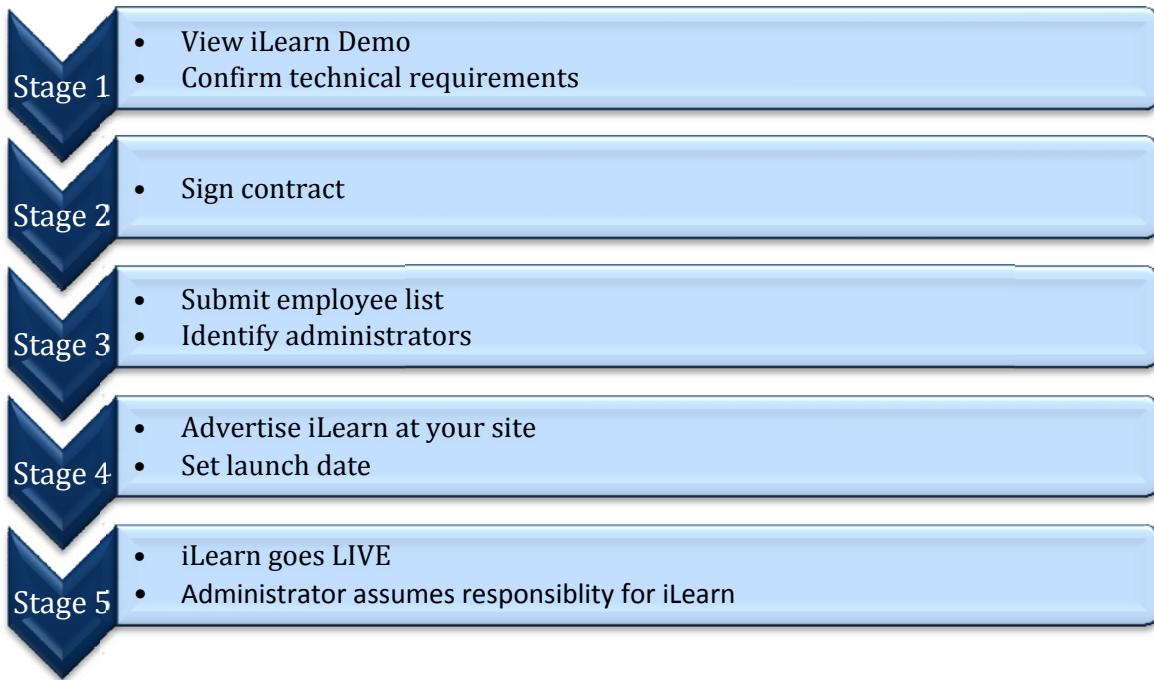 Stage 1
• View iLearn Demo
• Confirm technical requirements
Stage 2
• Sign contract
Stage 3
• Submit employee list
• Identify administrators
Stage 4
• Advertise iLearn at your site
• Set launch date
Stage 5
• iLearn goes LIVE
• Administrator assumes responsiblity for iLearn